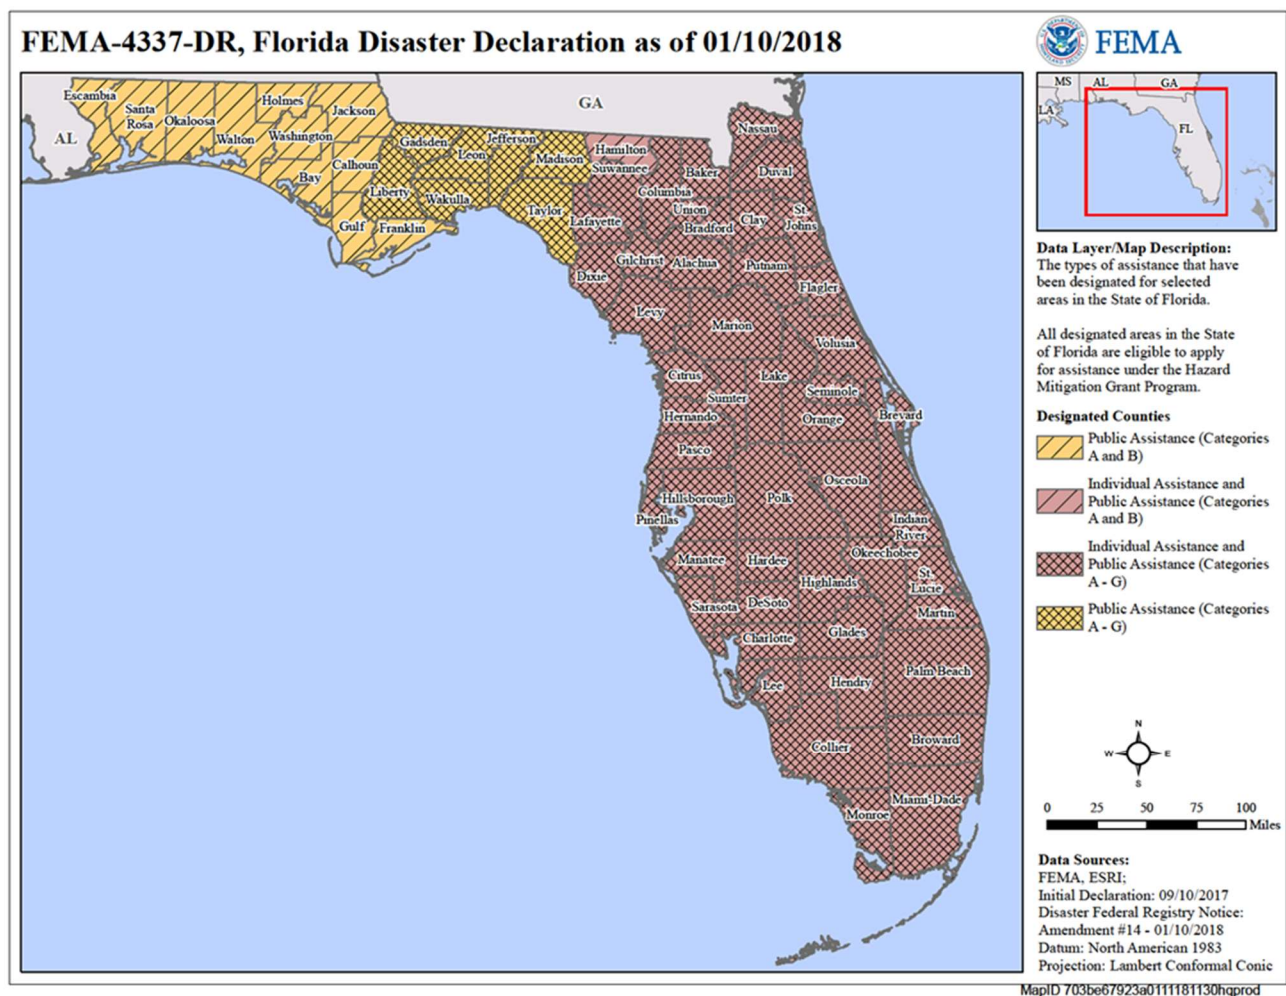 FEMA-4337-DR, Florida Disaster Declaration as of 01/10/2018
FEMA
Escambia
Santa
Rosa
Okaloosa
Holmes
Walton
Washington
Jackson
Bay
Calhoun
Gulf
Franklin
Gadsden
Liberty
Leon
Wakulla
Jefferson
Madison
Taylor
AL
GA
Hamilton
Suwannee
Lafayette
Dixie
Columbia
Baker
Nassau
Duval
Union
Bradford
Clay
St.
Johns
Gilchrist
Alachua
Putnam
Flagler
Levy
Marion
Volusia
Citrus
Sumter
Lake
Seminole
Hernando
Orange
Brevard
Pasco
Osceola
Hillsborough
Polk
Pinellas
Indian
River
Manatee
Hardee
Okeechobee
Highlands
St.
Lucie
Sarasota
DeSoto
Martin
Charlotte
Glades
Palm Beach
Lee
Hendry
Collier
Broward
Miami-Dade
Monroe
MS
AL
GA
LA
FL
Data Layer/Map Description:
The types of assistance that have
been designated for selected
areas in the State of Florida.
All designated areas in the State
of Florida are eligible to apply
for assistance under the Hazard
Mitigation Grant Program.
Designated Counties
Public Assistance (Categories
A and B)
Individual Assistance and
Public Assistance (Categories
A and B)
Individual Assistance and
Public Assistance (Categories
A - G)
Public Assistance (Categories
A - G)
N
W E
S
0 25 50 75 100
Miles
Data Sources:
FEMA, ESRI;
Initial Declaration: 09/10/2017
Disaster Federal Registry Notice:
Amendment #14 - 01/10/2018
Datum: North American 1983
Projection: Lambert Conformal Conic
MapID 703be67923a0111181130hqprod